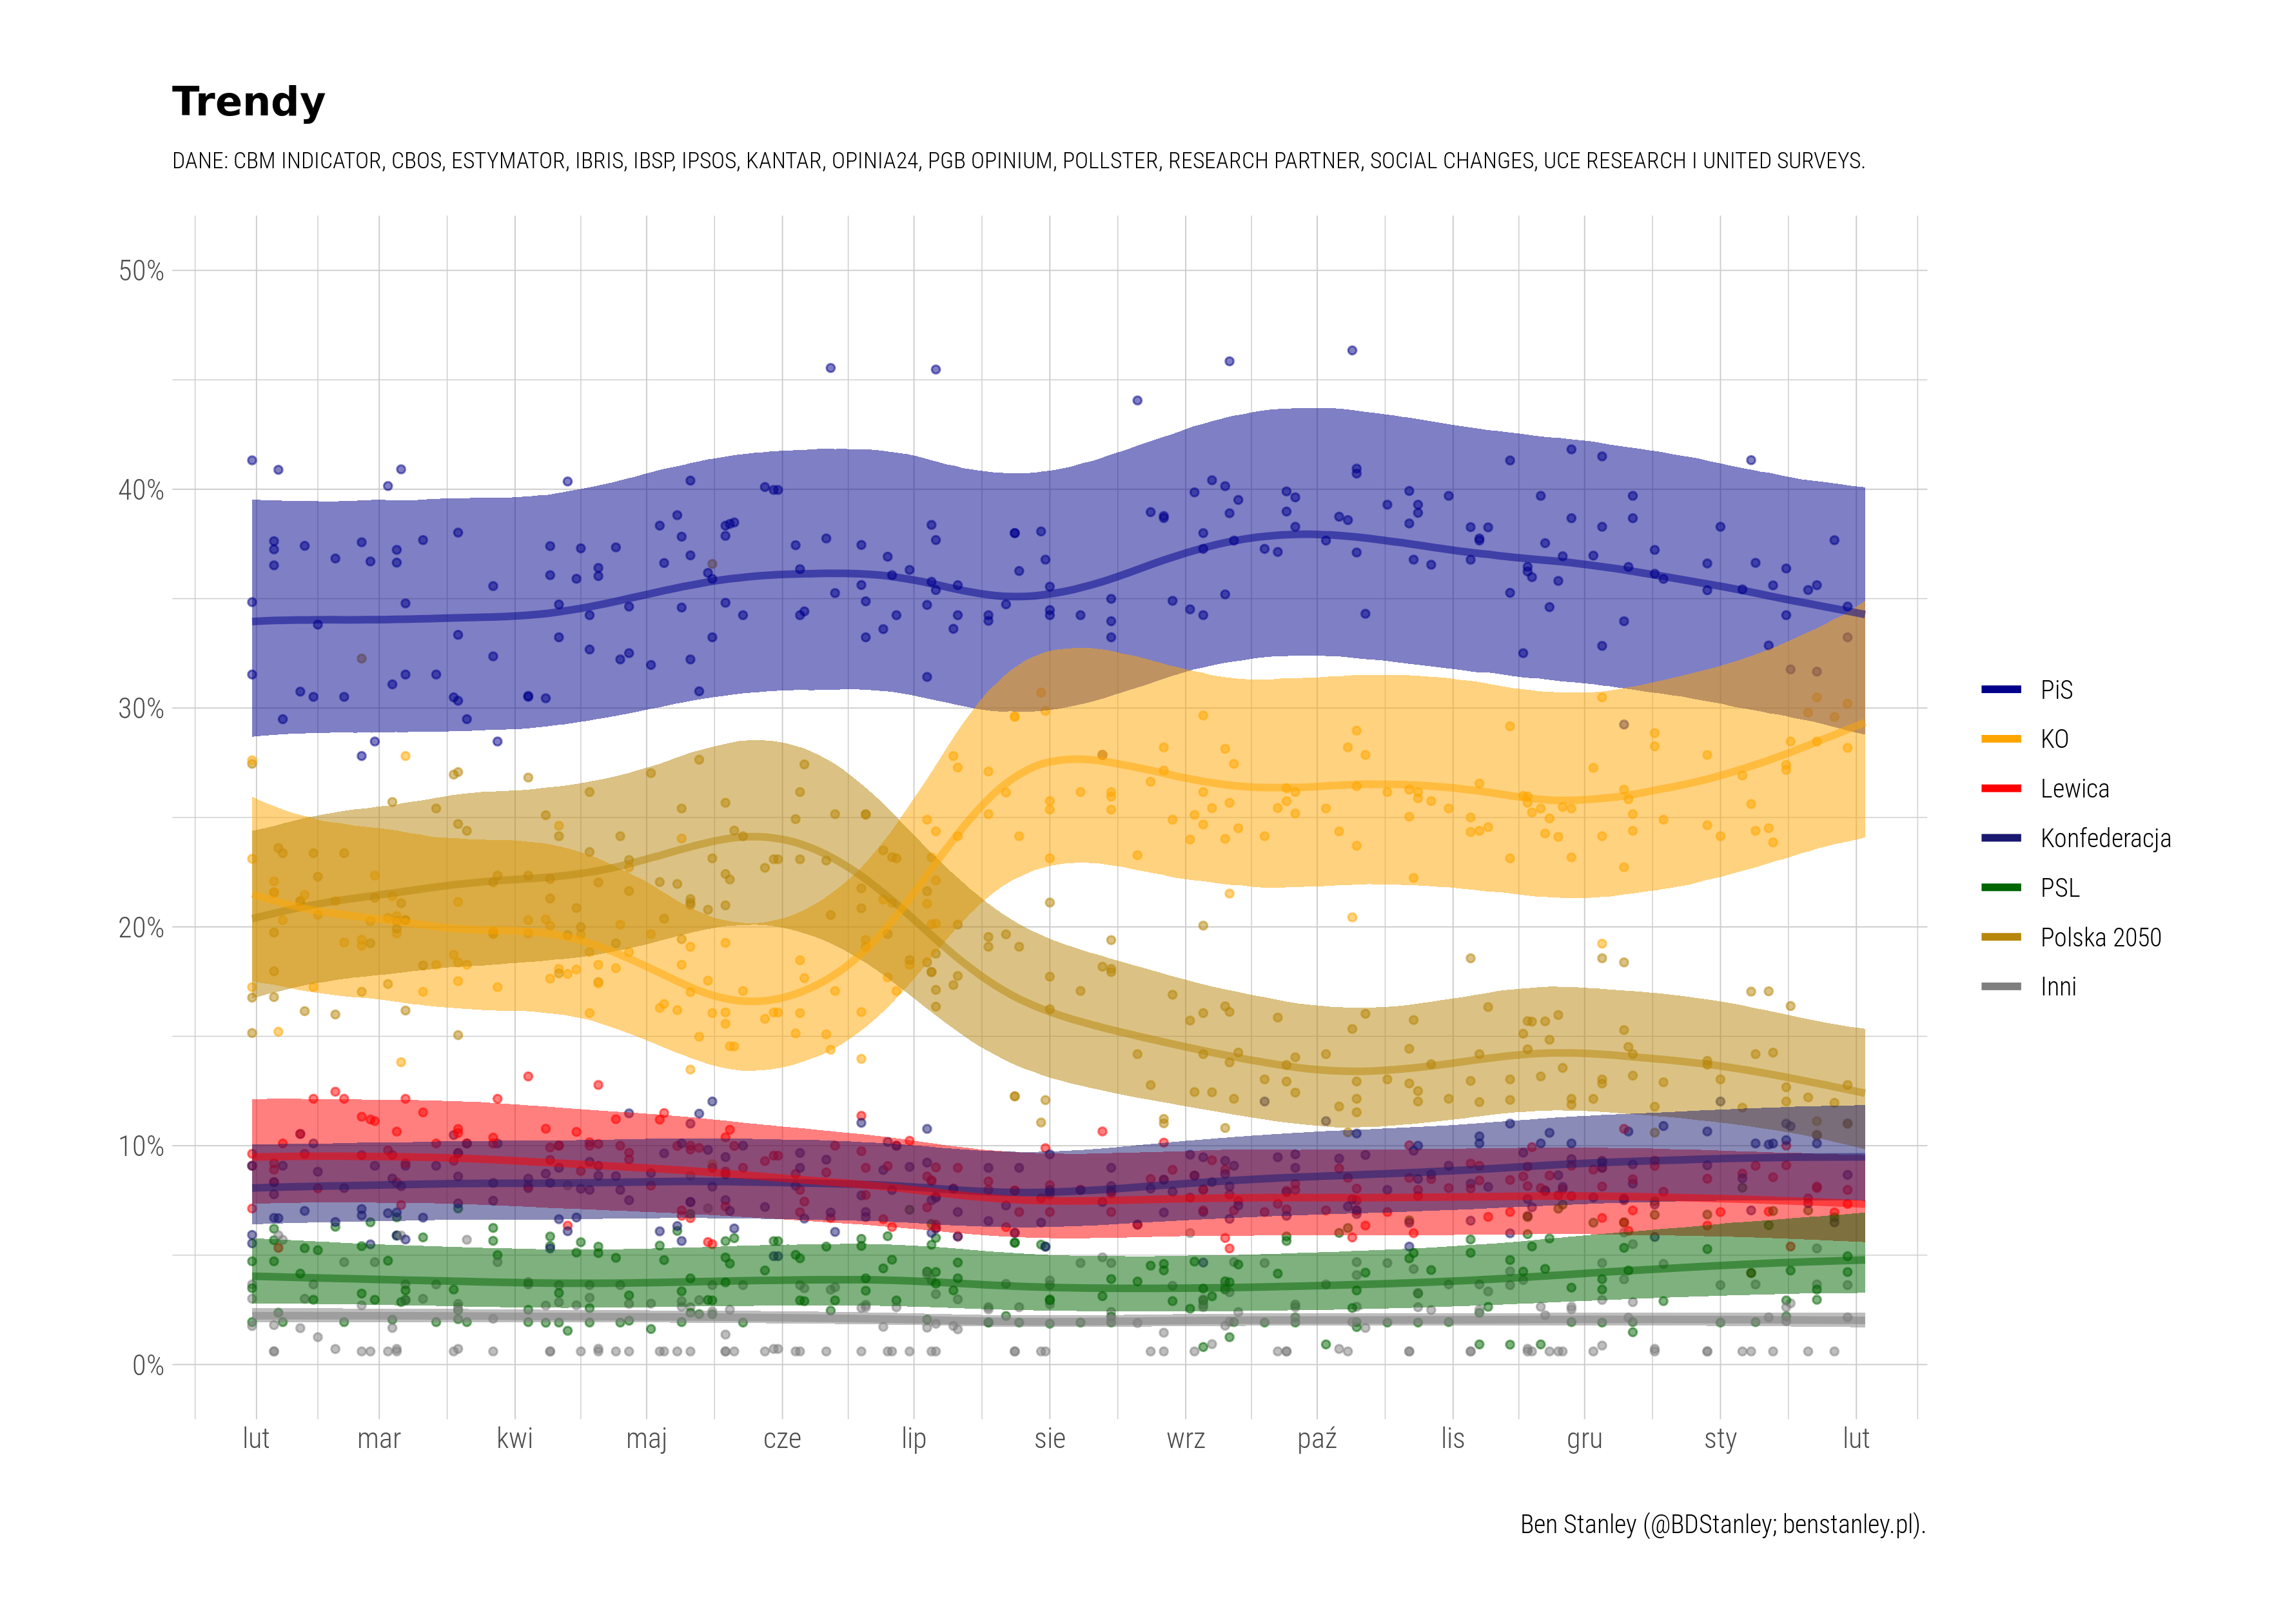 Trendy
DANE: CBM INDICATOR, CBOS, ESTYMATOR, IBRIS, IBSP, IPSOS, KANTAR, OPINIA24, PGB OPINIUM, POLLSTER, RESEARCH PARTNER, SOCIAL CHANGES, UCE RESEARCH I UNITED SURVEYS.
50%
40%
30%
20%
10%
0%
lut mar kwi maj cze lip sie wrz paź lis gru sty lut
PiS
KO
Lewica
Konfederacja
PSL
Polska 2050
Inni
Ben Stanley (@BDStanley; benstanley.pl).